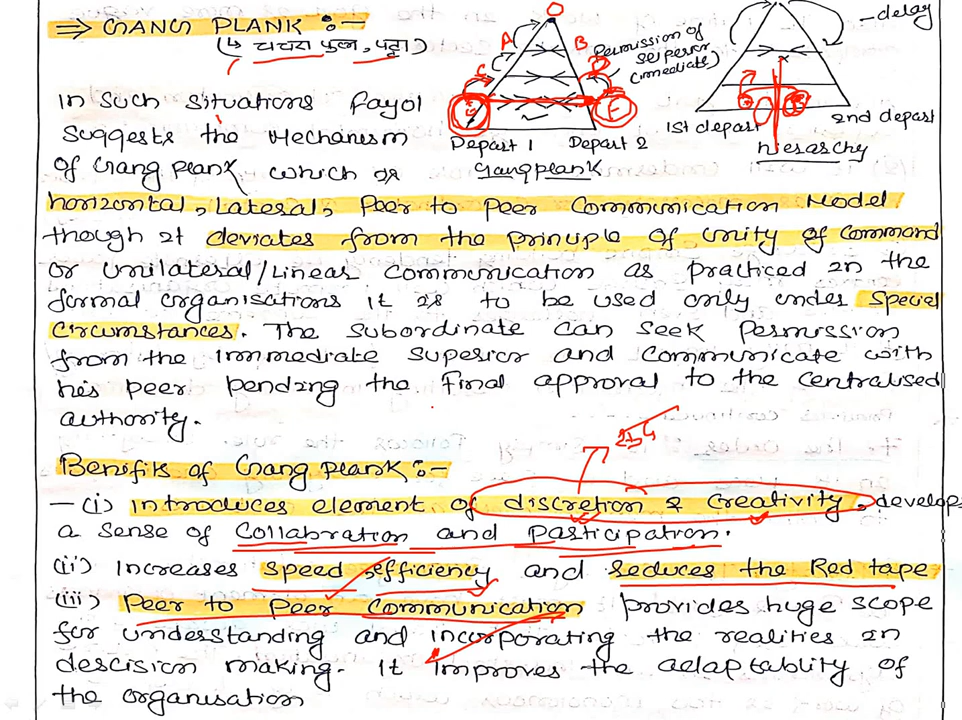 ⇒ GANG PLANK :-
(↳ चचरा फुल, पट्टा)
A
B
C
D
E
F
Permission of
superior
(immediate)
-delay
Depart 1 Depart 2
gangplank
1st depart 2nd depart
hierarchy
In such situations fayol
suggests the Mechanism
of Gang plank which is
horizontal, Lateral, Peer to Peer Communication Model
though it deviates from the principle of Unity of Command
or Unilateral/Linear communication as practiced in the
formal organisations it is to be used only under special
circumstances. The subordinate can seek Permission
from the immediate superior and communicate with
his peer pending the final approval to the centralised
authority.
Benifits of Gang plank :-
- (i) Introduces element of discretion & Creativity, develops
a sense of Collabration and Participation.
(ii) Increases speed, efficiency and reduces the Red tape
(iii) Peer to Peer Communication provides huge scope
for understanding and incorporating the realities in
descision making. It improves the adaptablity of
the organisation